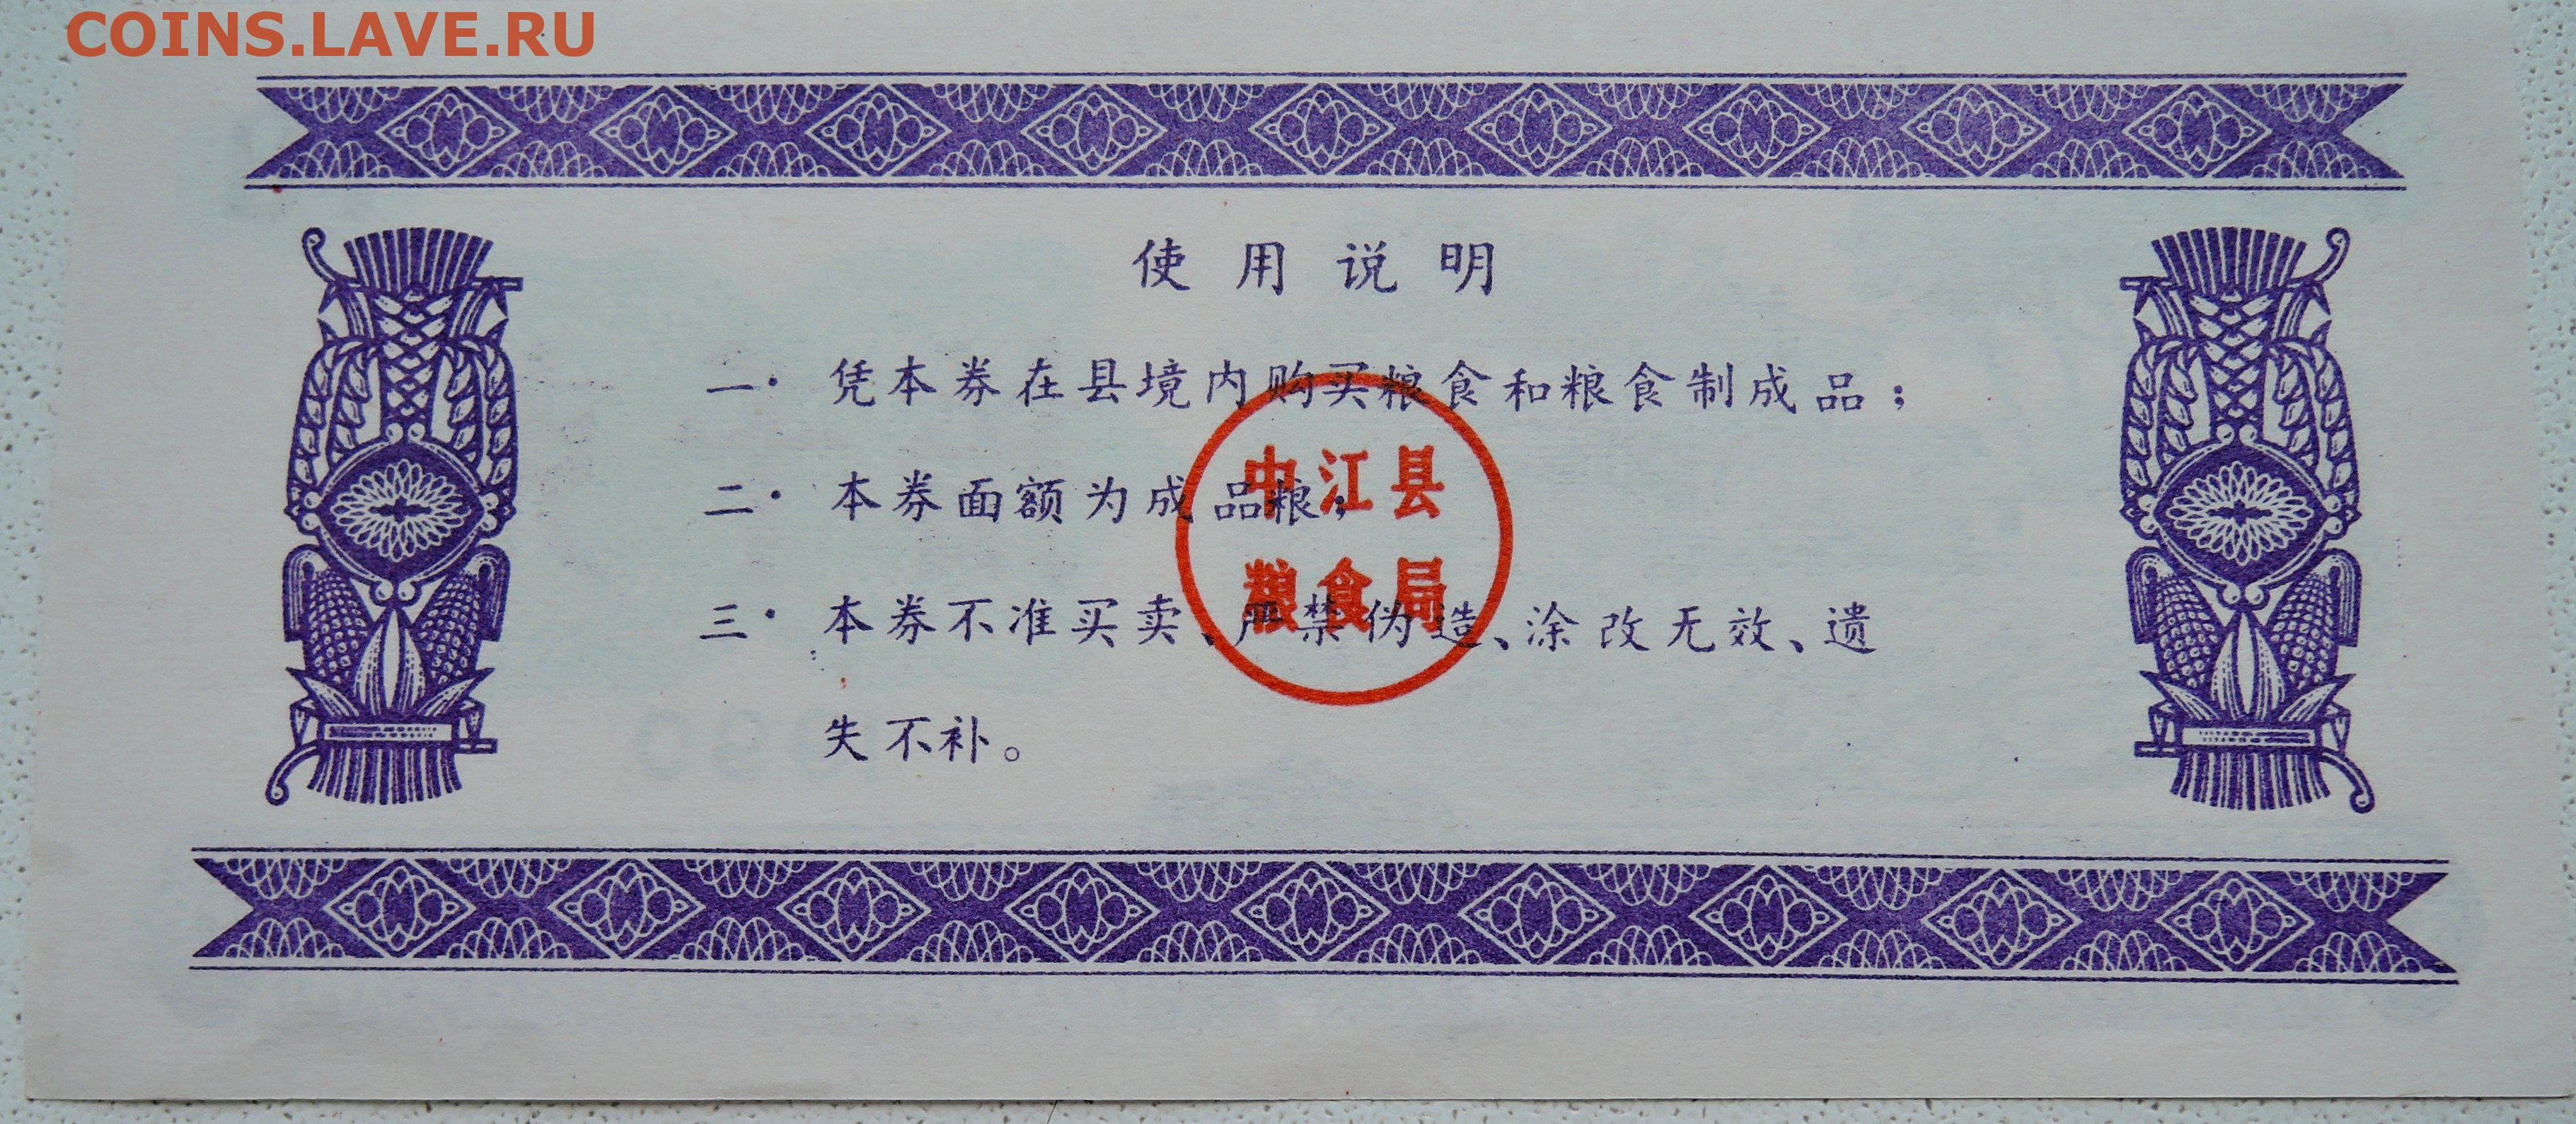 COINS.LAVE.RU
使用说明
一·凭本券在县境内购买粮食和粮食制成品；
二·本券面额为成品粮；
三·本券不准买卖、严禁伪造、涂改无效、遗
失不补。
中江县
粮食局